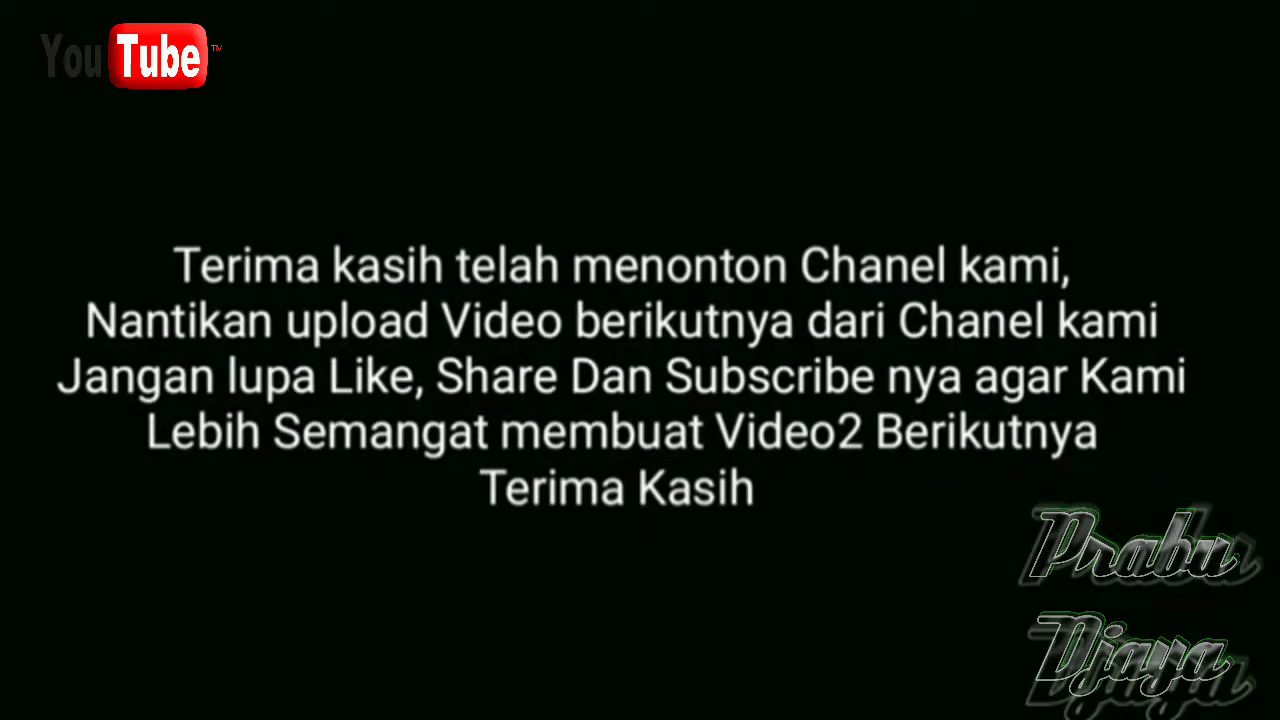 YouTube™
Terima kasih telah menonton Chanel kami,
Nantikan upload Video berikutnya dari Chanel kami
Jangan lupa Like, Share Dan Subscribe nya agar Kami
Lebih Semangat membuat Video2 Berikutnya
Terima Kasih
Prabu
Djaya